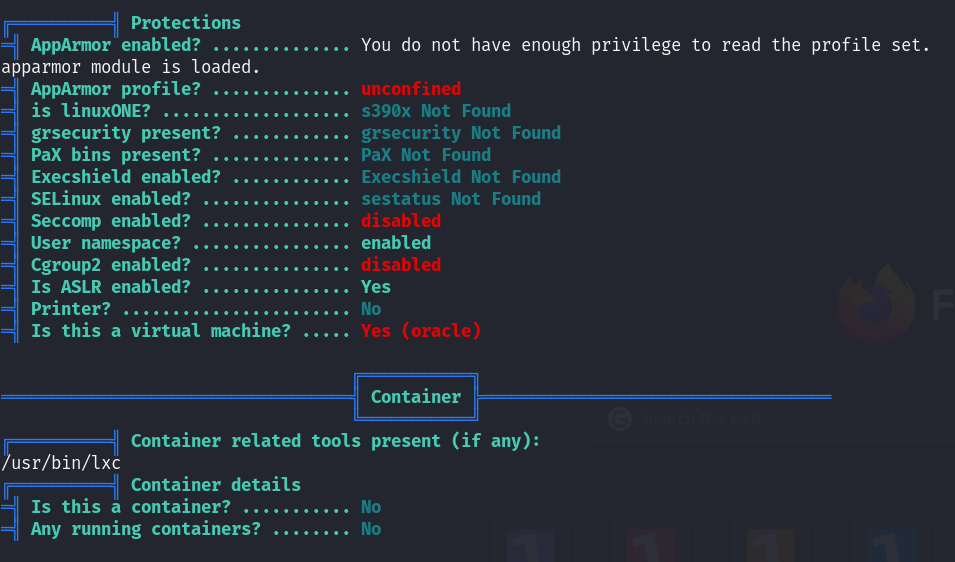 Protections
AppArmor enabled? .............. You do not have enough privilege to read the profile set.
apparmor module is loaded.
AppArmor profile? .............. unconfined
is linuxONE? ................... s390x Not Found
grsecurity present? ............ grsecurity Not Found
PaX bins present? .............. PaX Not Found
Execshield enabled? ............ Execshield Not Found
SELinux enabled? ............... sestatus Not Found
Seccomp enabled? ............... disabled
User namespace? ................ enabled
Cgroup2 enabled? ............... disabled
Is ASLR enabled? ............... Yes
Printer? ....................... No
Is this a virtual machine? ..... Yes (oracle)
Container
Search the web
Container related tools present (if any):
/usr/bin/lxc
Container details
Is this a container? ........... No
Any running containers? ........ No